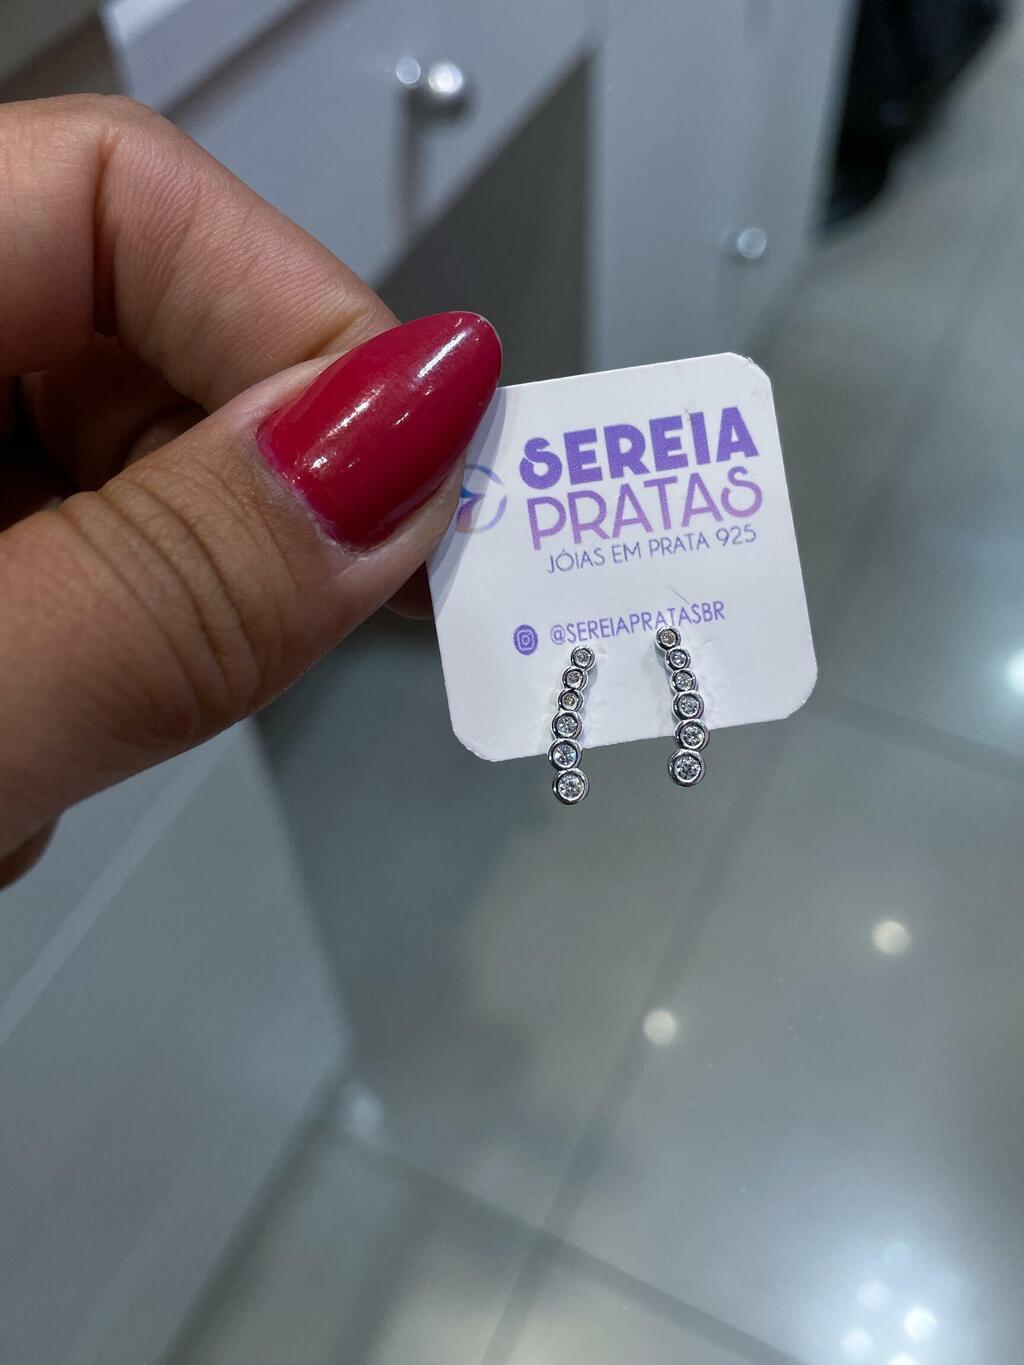 SEREIA
PRATAS
JÓIAS EM PRATA 925
@SEREIAPRATASBR